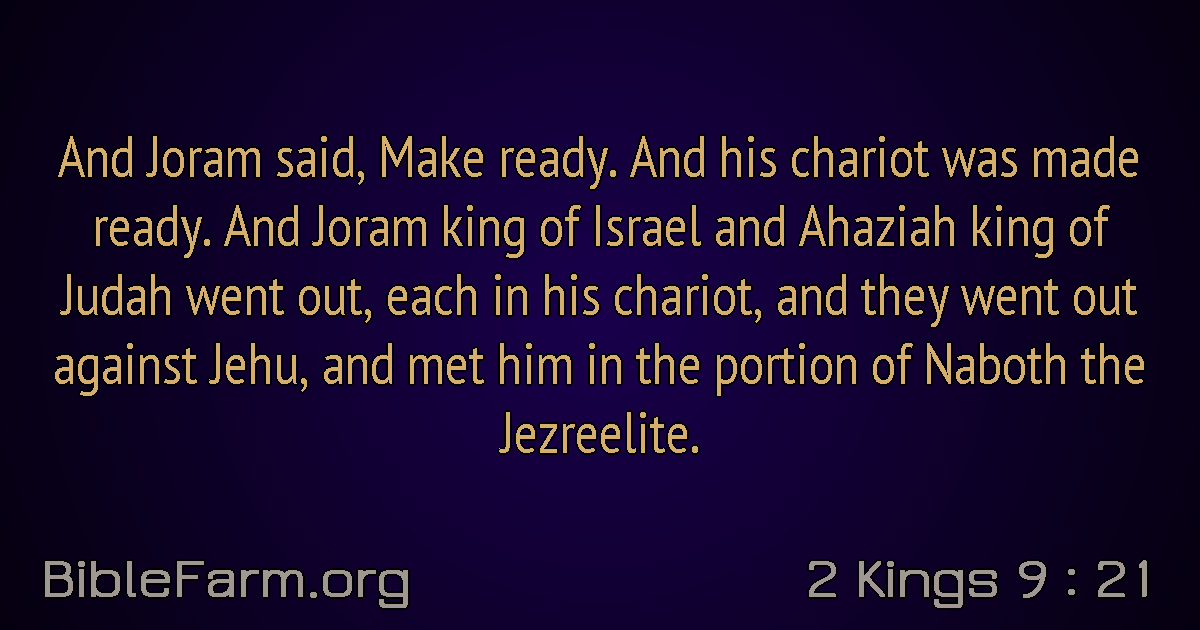 And Joram said, Make ready. And his chariot was made
ready. And Joram king of Israel and Ahaziah king of
Judah went out, each in his chariot, and they went out
against Jehu, and met him in the portion of Naboth the
Jezreelite.
BibleFarm.org
2 Kings 9 : 21